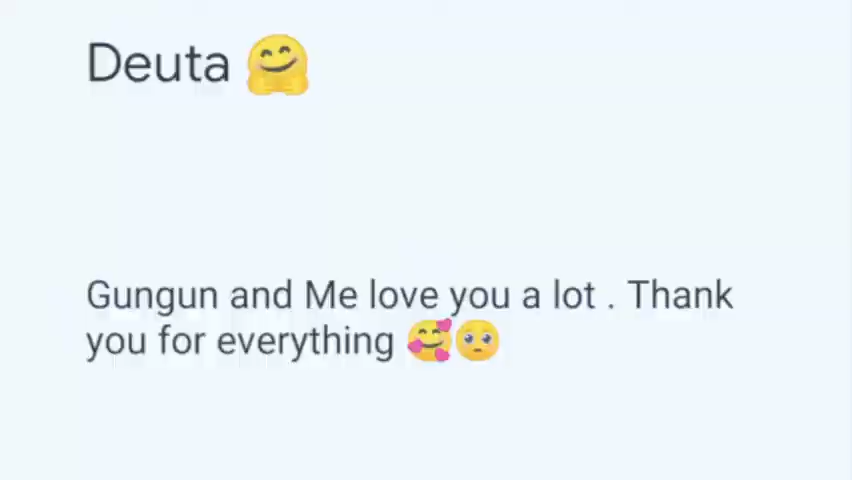 Deuta 🤗
Gungun and Me love you a lot . Thank
you for everything 🥰🥺